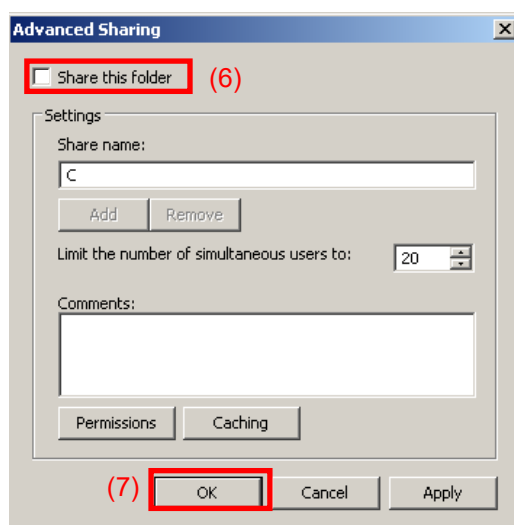 Advanced Sharing
Share this folder (6)
Settings
Share name:
C
Add Remove
Limit the number of simultaneous users to: 20
Comments:
Permissions Caching
(7) OK Cancel Apply